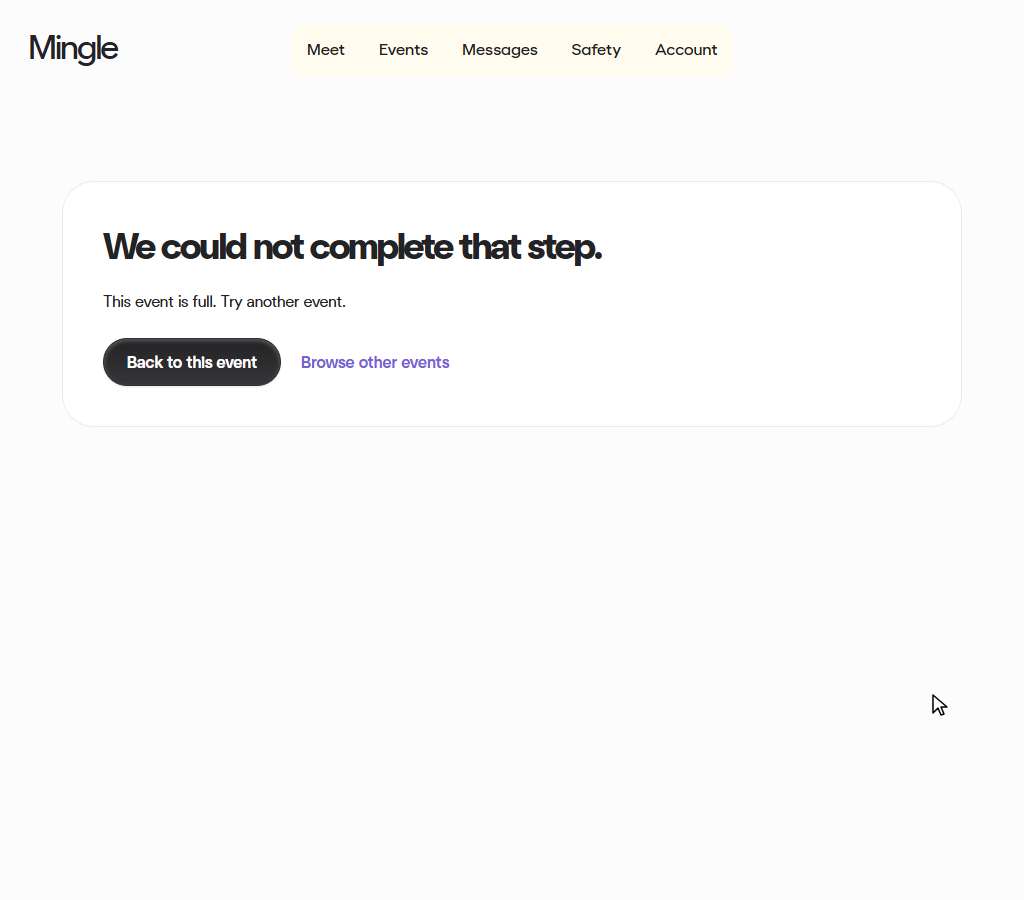 Mingle
Meet Events Messages Safety Account
We could not complete that step.
This event is full. Try another event.
Back to this event Browse other events